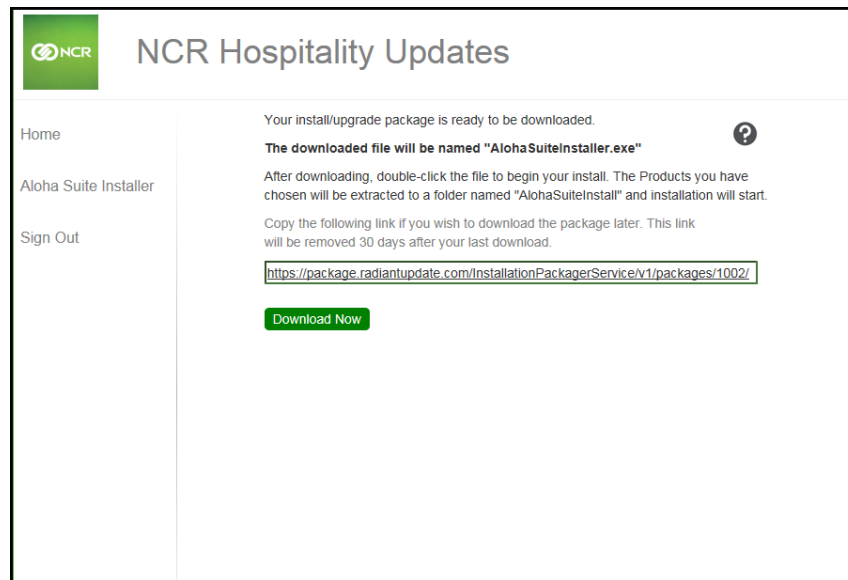 NCR
NCR Hospitality Updates
Home
Aloha Suite Installer
Sign Out
Your install/upgrade package is ready to be downloaded.
?
The downloaded file will be named "AlohaSuiteInstaller.exe"
After downloading, double-click the file to begin your install. The Products you have
chosen will be extracted to a folder named "AlohaSuiteInstall" and installation will start.
Copy the following link if you wish to download the package later. This link
will be removed 30 days after your last download.
https://package.radiantupdate.com/InstallationPackagerService/v1/packages/1002/
Download Now